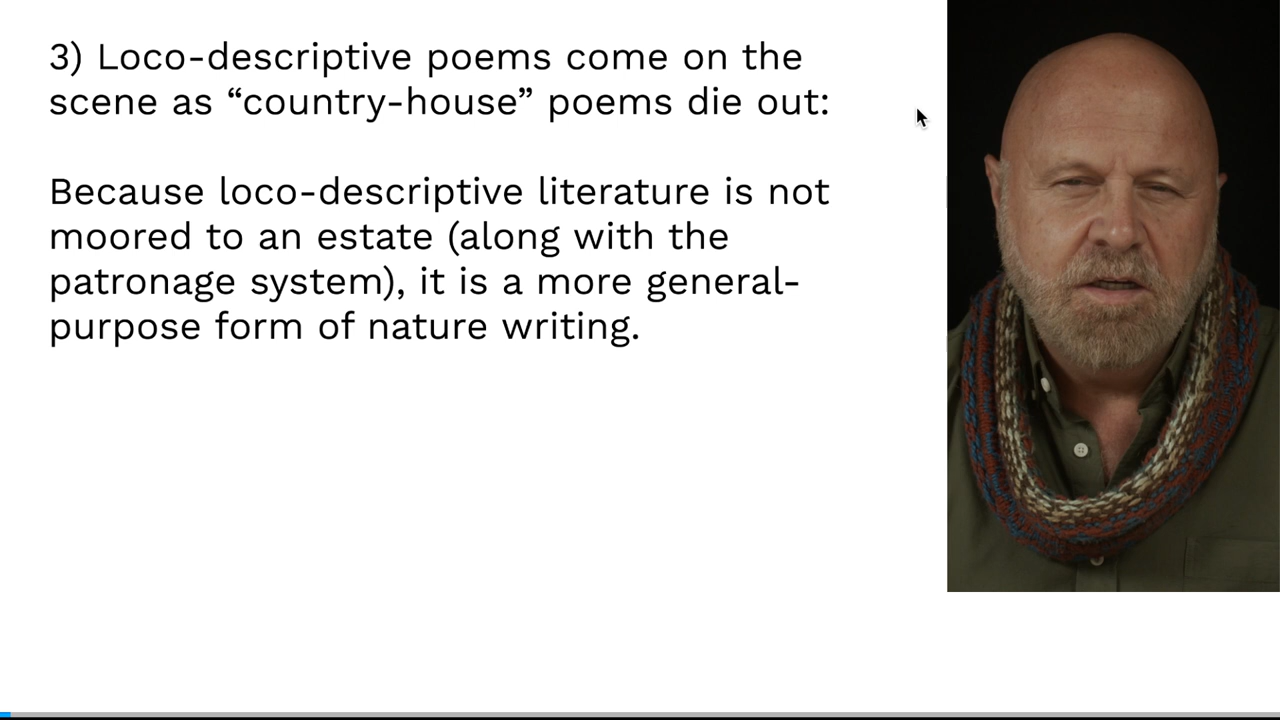 3) Loco-descriptive poems come on the
scene as “country-house” poems die out:
Because loco-descriptive literature is not
moored to an estate (along with the
patronage system), it is a more general-
purpose form of nature writing.